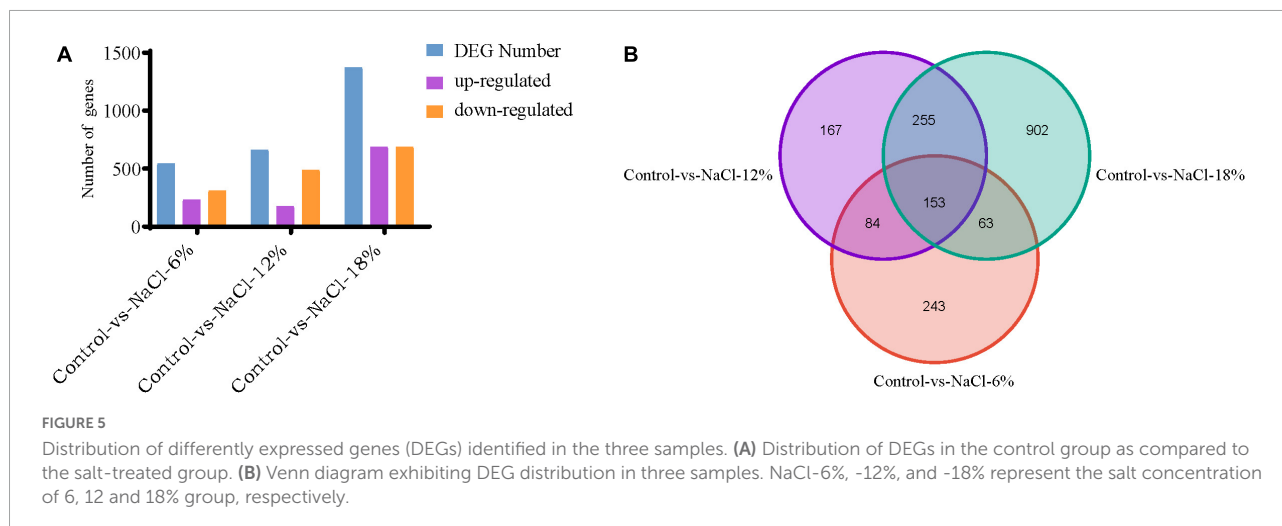 A
Number of genes
1500
1000
500
0
DEG Number
up-regulated
down-regulated
Control-vs-NaCl-6%
Control-vs-NaCl-12%
Control-vs-NaCl-18%
B
167
255
902
Control-vs-NaCl-12%
Control-vs-NaCl-18%
153
84
63
243
Control-vs-NaCl-6%
FIGURE 5
Distribution of differently expressed genes (DEGs) identified in the three samples. (A) Distribution of DEGs in the control group as compared to
the salt-treated group. (B) Venn diagram exhibiting DEG distribution in three samples. NaCl-6%, -12%, and -18% represent the salt concentration
of 6, 12 and 18% group, respectively.